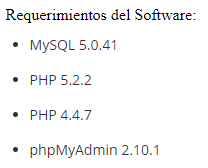 Requerimientos del Software:
• MySQL 5.0.41
• PHP 5.2.2
• PHP 4.4.7
• phpMyAdmin 2.10.1